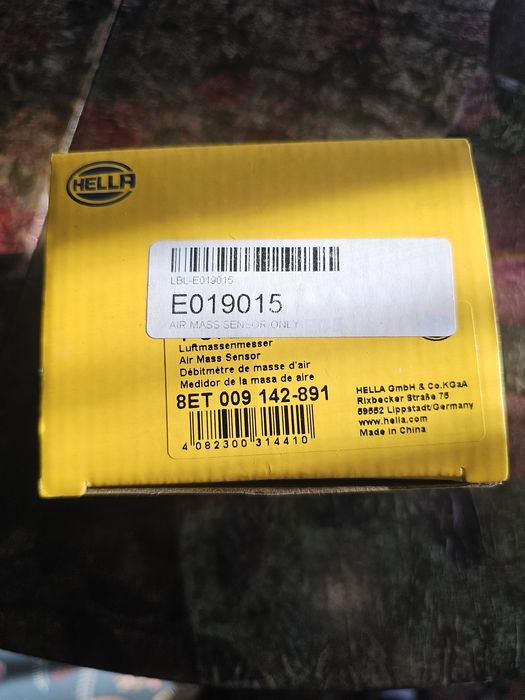 HELLA
LBL-E019015
E019015
AIR MASS SENSOR ONLY
Luftmassenmesser
Air Mass Sensor
Débitmètre de masse d'air
Medidor de la masa de aire
8ET 009 142-891
4 082300 314410
HELLA GmbH & Co.KGaA
Rixbecker Straße 75
59552 Lippstadt/Germany
www.hella.com
Made in China